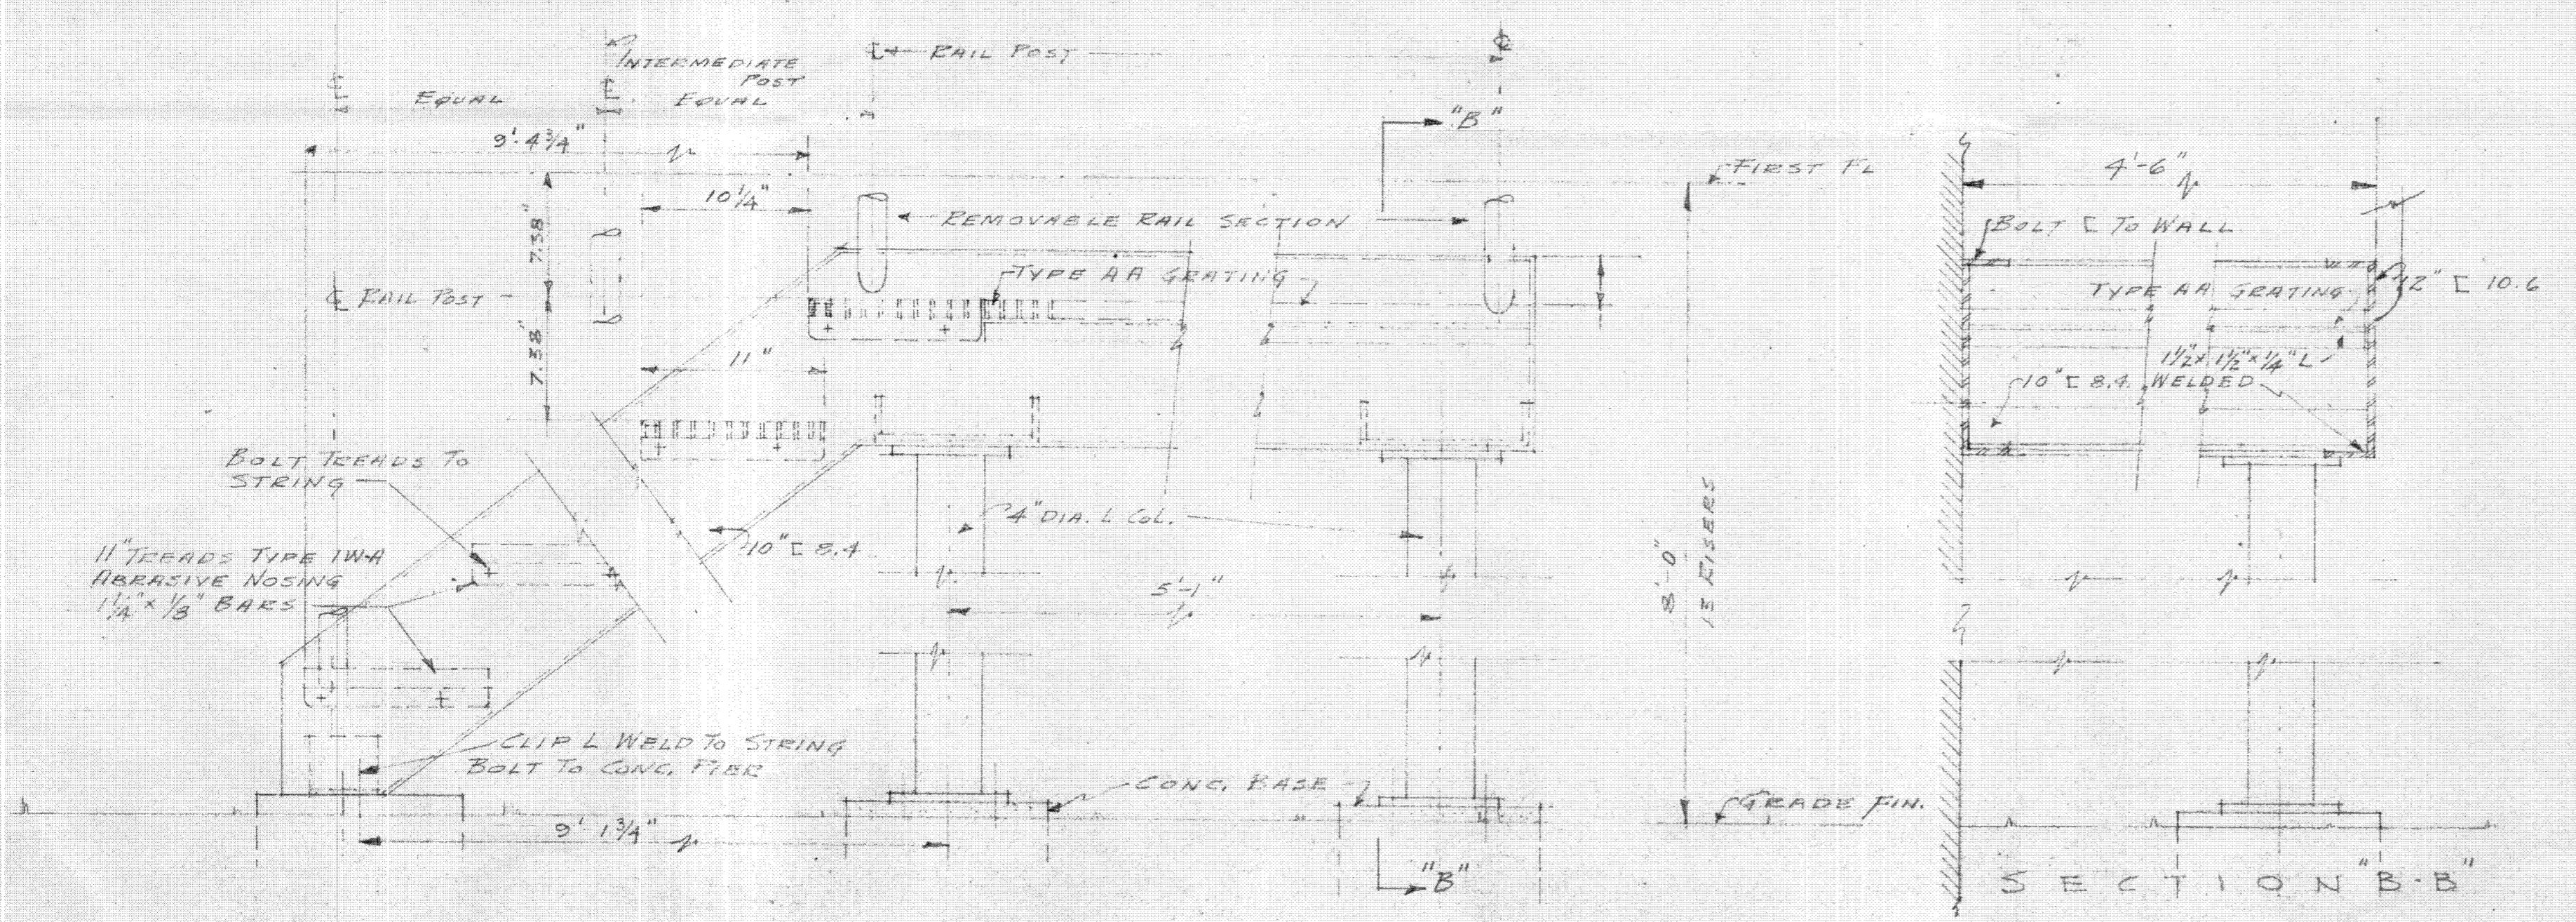 INTERMEDIATE
POST
℄ RAIL POST
℄
℄
℄
EQUAL
EQUAL
9'-4 3/4"
10 1/4"
"B"
FIRST FL
4'-6"
7.38"
REMOVABLE RAIL SECTION
BOLT [ TO WALL
TYPE AA GRATING
℄ RAIL POST
TYPE AA GRATING
12" [ 10.6
7.38"
11"
1 1/2" x 1 1/2" x 1/4" L
10" [ 8.4 WELDED
BOLT TREADS TO
STRING
4" DIA. L COL.
10" [ 8.4
11" TREADS TYPE 1W-A
ABRASIVE NOSING
1 1/4" x 1/8" BARS
5'-1"
8'-0"
13 RISERS
CLIP L WELD TO STRING
BOLT TO CONC. PIER
CONC. BASE
GRADE FIN.
9'-1 3/4"
"B"
SECTION "B-B"